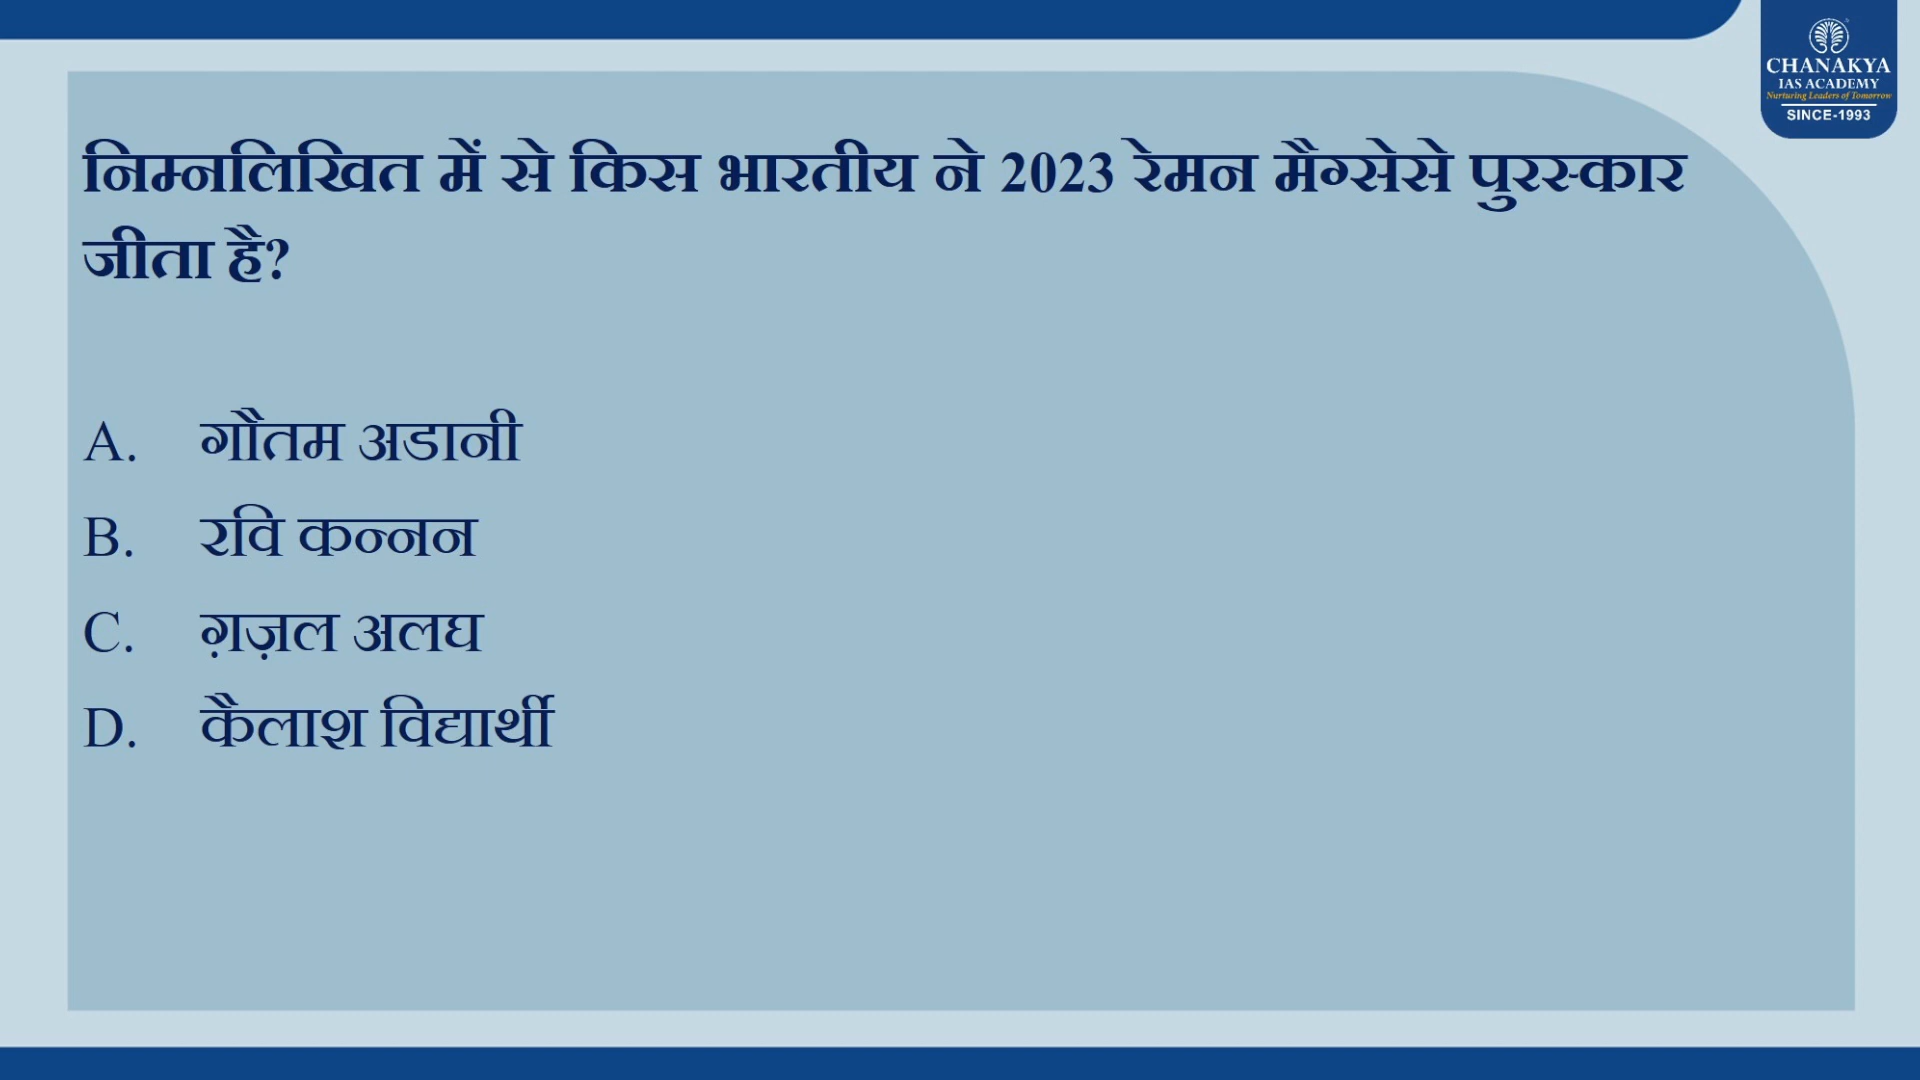 CHANAKYA
IAS ACADEMY
Nurturing Leaders of Tomorrow
SINCE-1993
निम्नलिखित में से किस भारतीय ने 2023 रेमन मैग्सेसे पुरस्कार
जीता है?
A. गौतम अडानी
B. रवि कन्नन
C. ग़ज़ल अलघ
D. कैलाश विद्यार्थी